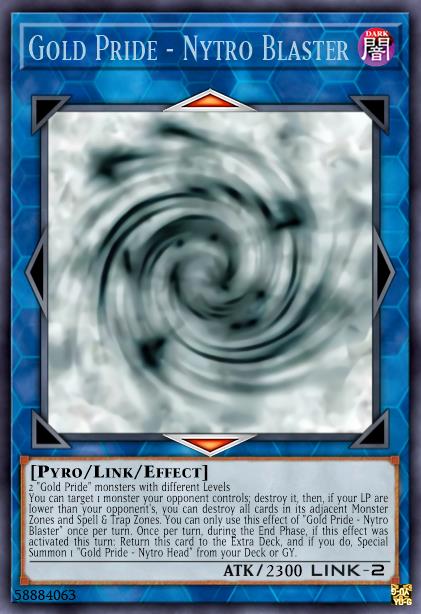 Gold Pride - Nytro Blaster
DARK
闇
[Pyro/Link/Effect]
2 "Gold Pride" monsters with different Levels
You can target 1 monster your opponent controls; destroy it, then, if your LP are
lower than your opponent's, you can destroy all cards in its adjacent Monster
Zones and Spell & Trap Zones. You can only use this effect of "Gold Pride - Nytro
Blaster" once per turn. Once per turn, during the End Phase, if this effect was
activated this turn: Return this card to the Extra Deck, and if you do, Special
Summon 1 "Gold Pride - Nytro Head" from your Deck or GY.
ATK/2300 LINK-2
58884063